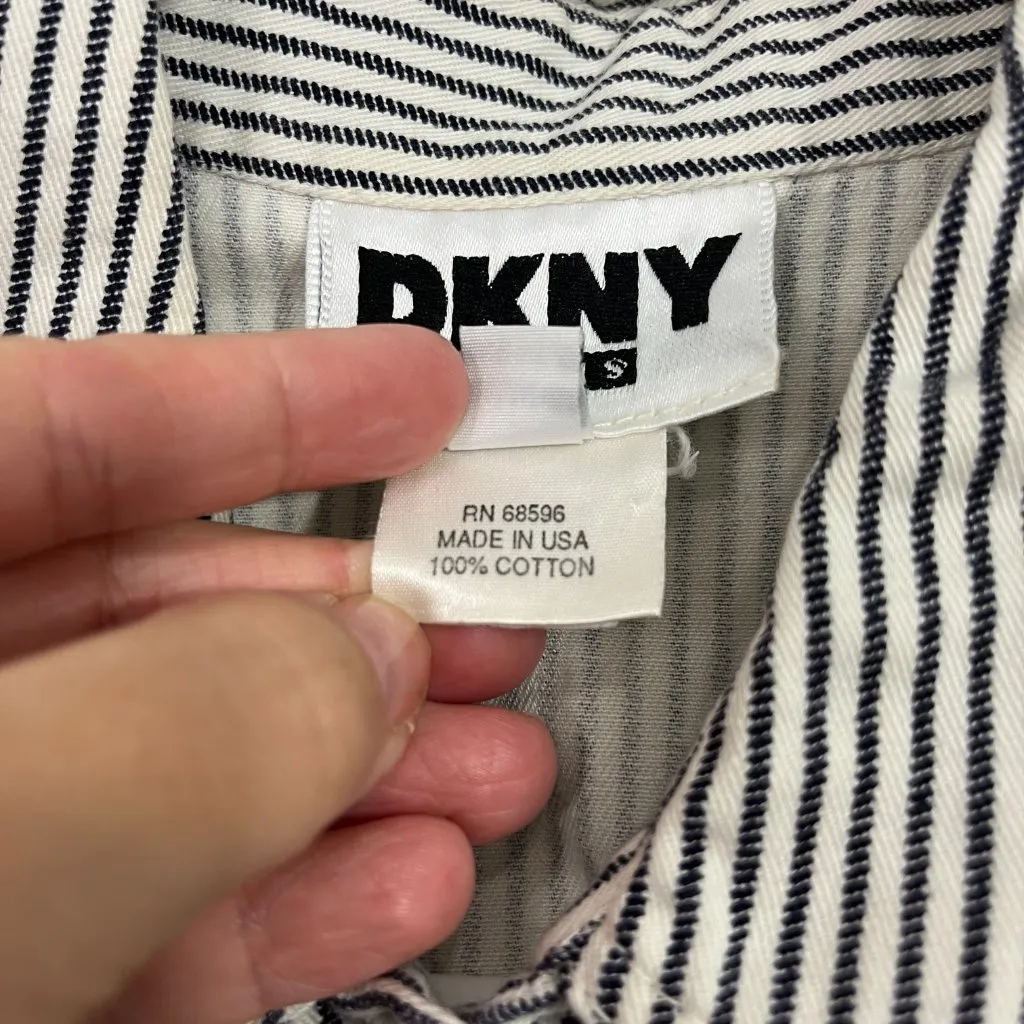 DKNY
S
RN 68596
MADE IN USA
100% COTTON